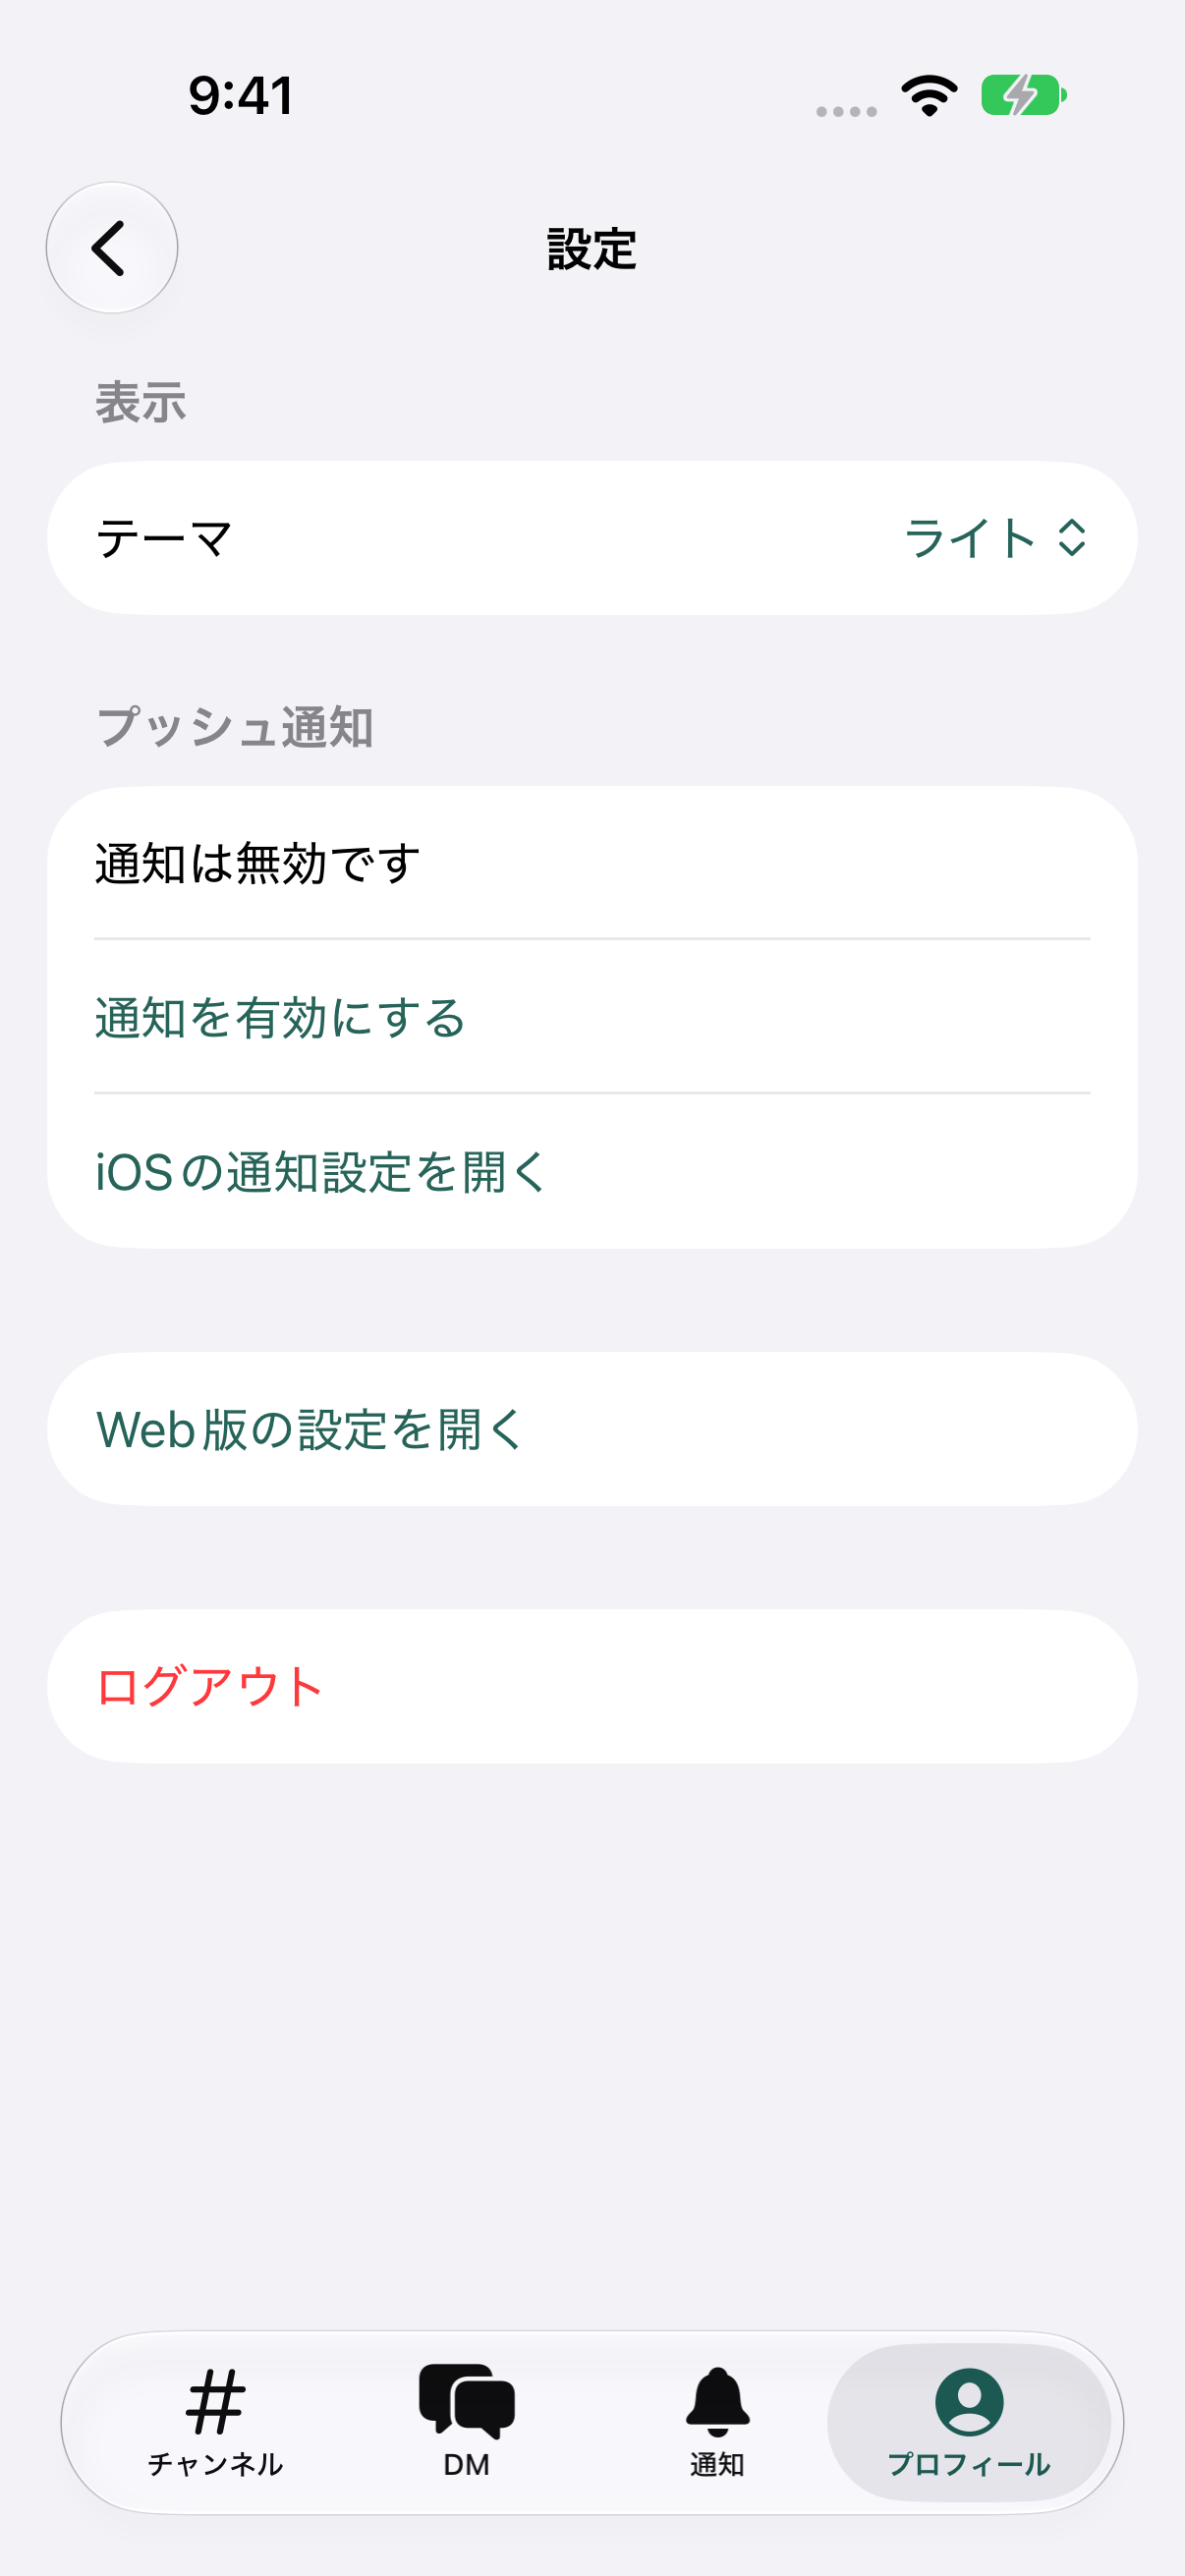 9:41
設定
表示
テーマ
ライト
プッシュ通知
通知は無効です
通知を有効にする
iOSの通知設定を開く
Web版の設定を開く
ログアウト
チャンネル
DM
通知
プロフィール